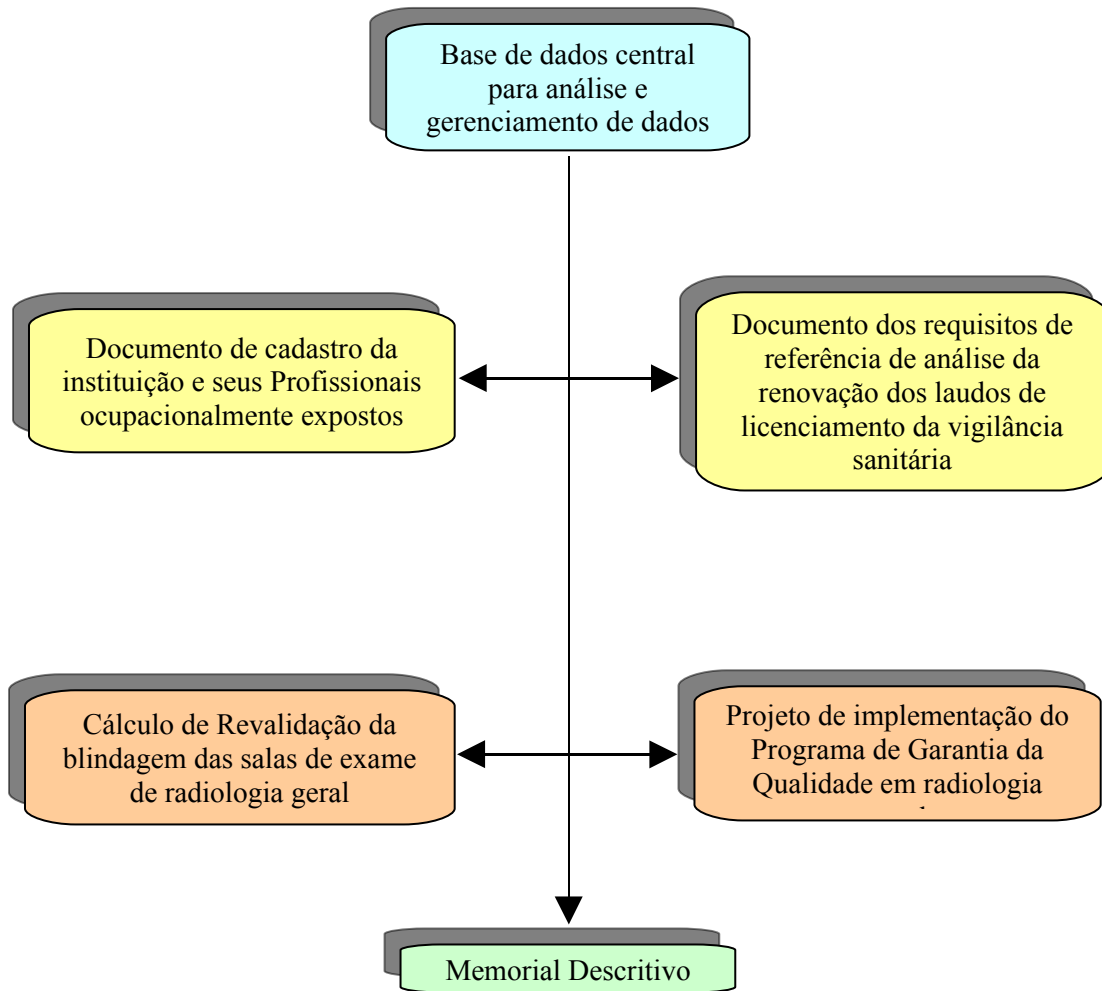 Base de dados central
para análise e
gerenciamento de dados
Documento de cadastro da
instituição e seus Profissionais
ocupacionalmente expostos
Documento dos requisitos de
referência de análise da
renovação dos laudos de
licenciamento da vigilância
sanitária
Cálculo de Revalidação da
blindagem das salas de exame
de radiologia geral
Projeto de implementação do
Programa de Garantia da
Qualidade em radiologia
Memorial Descritivo